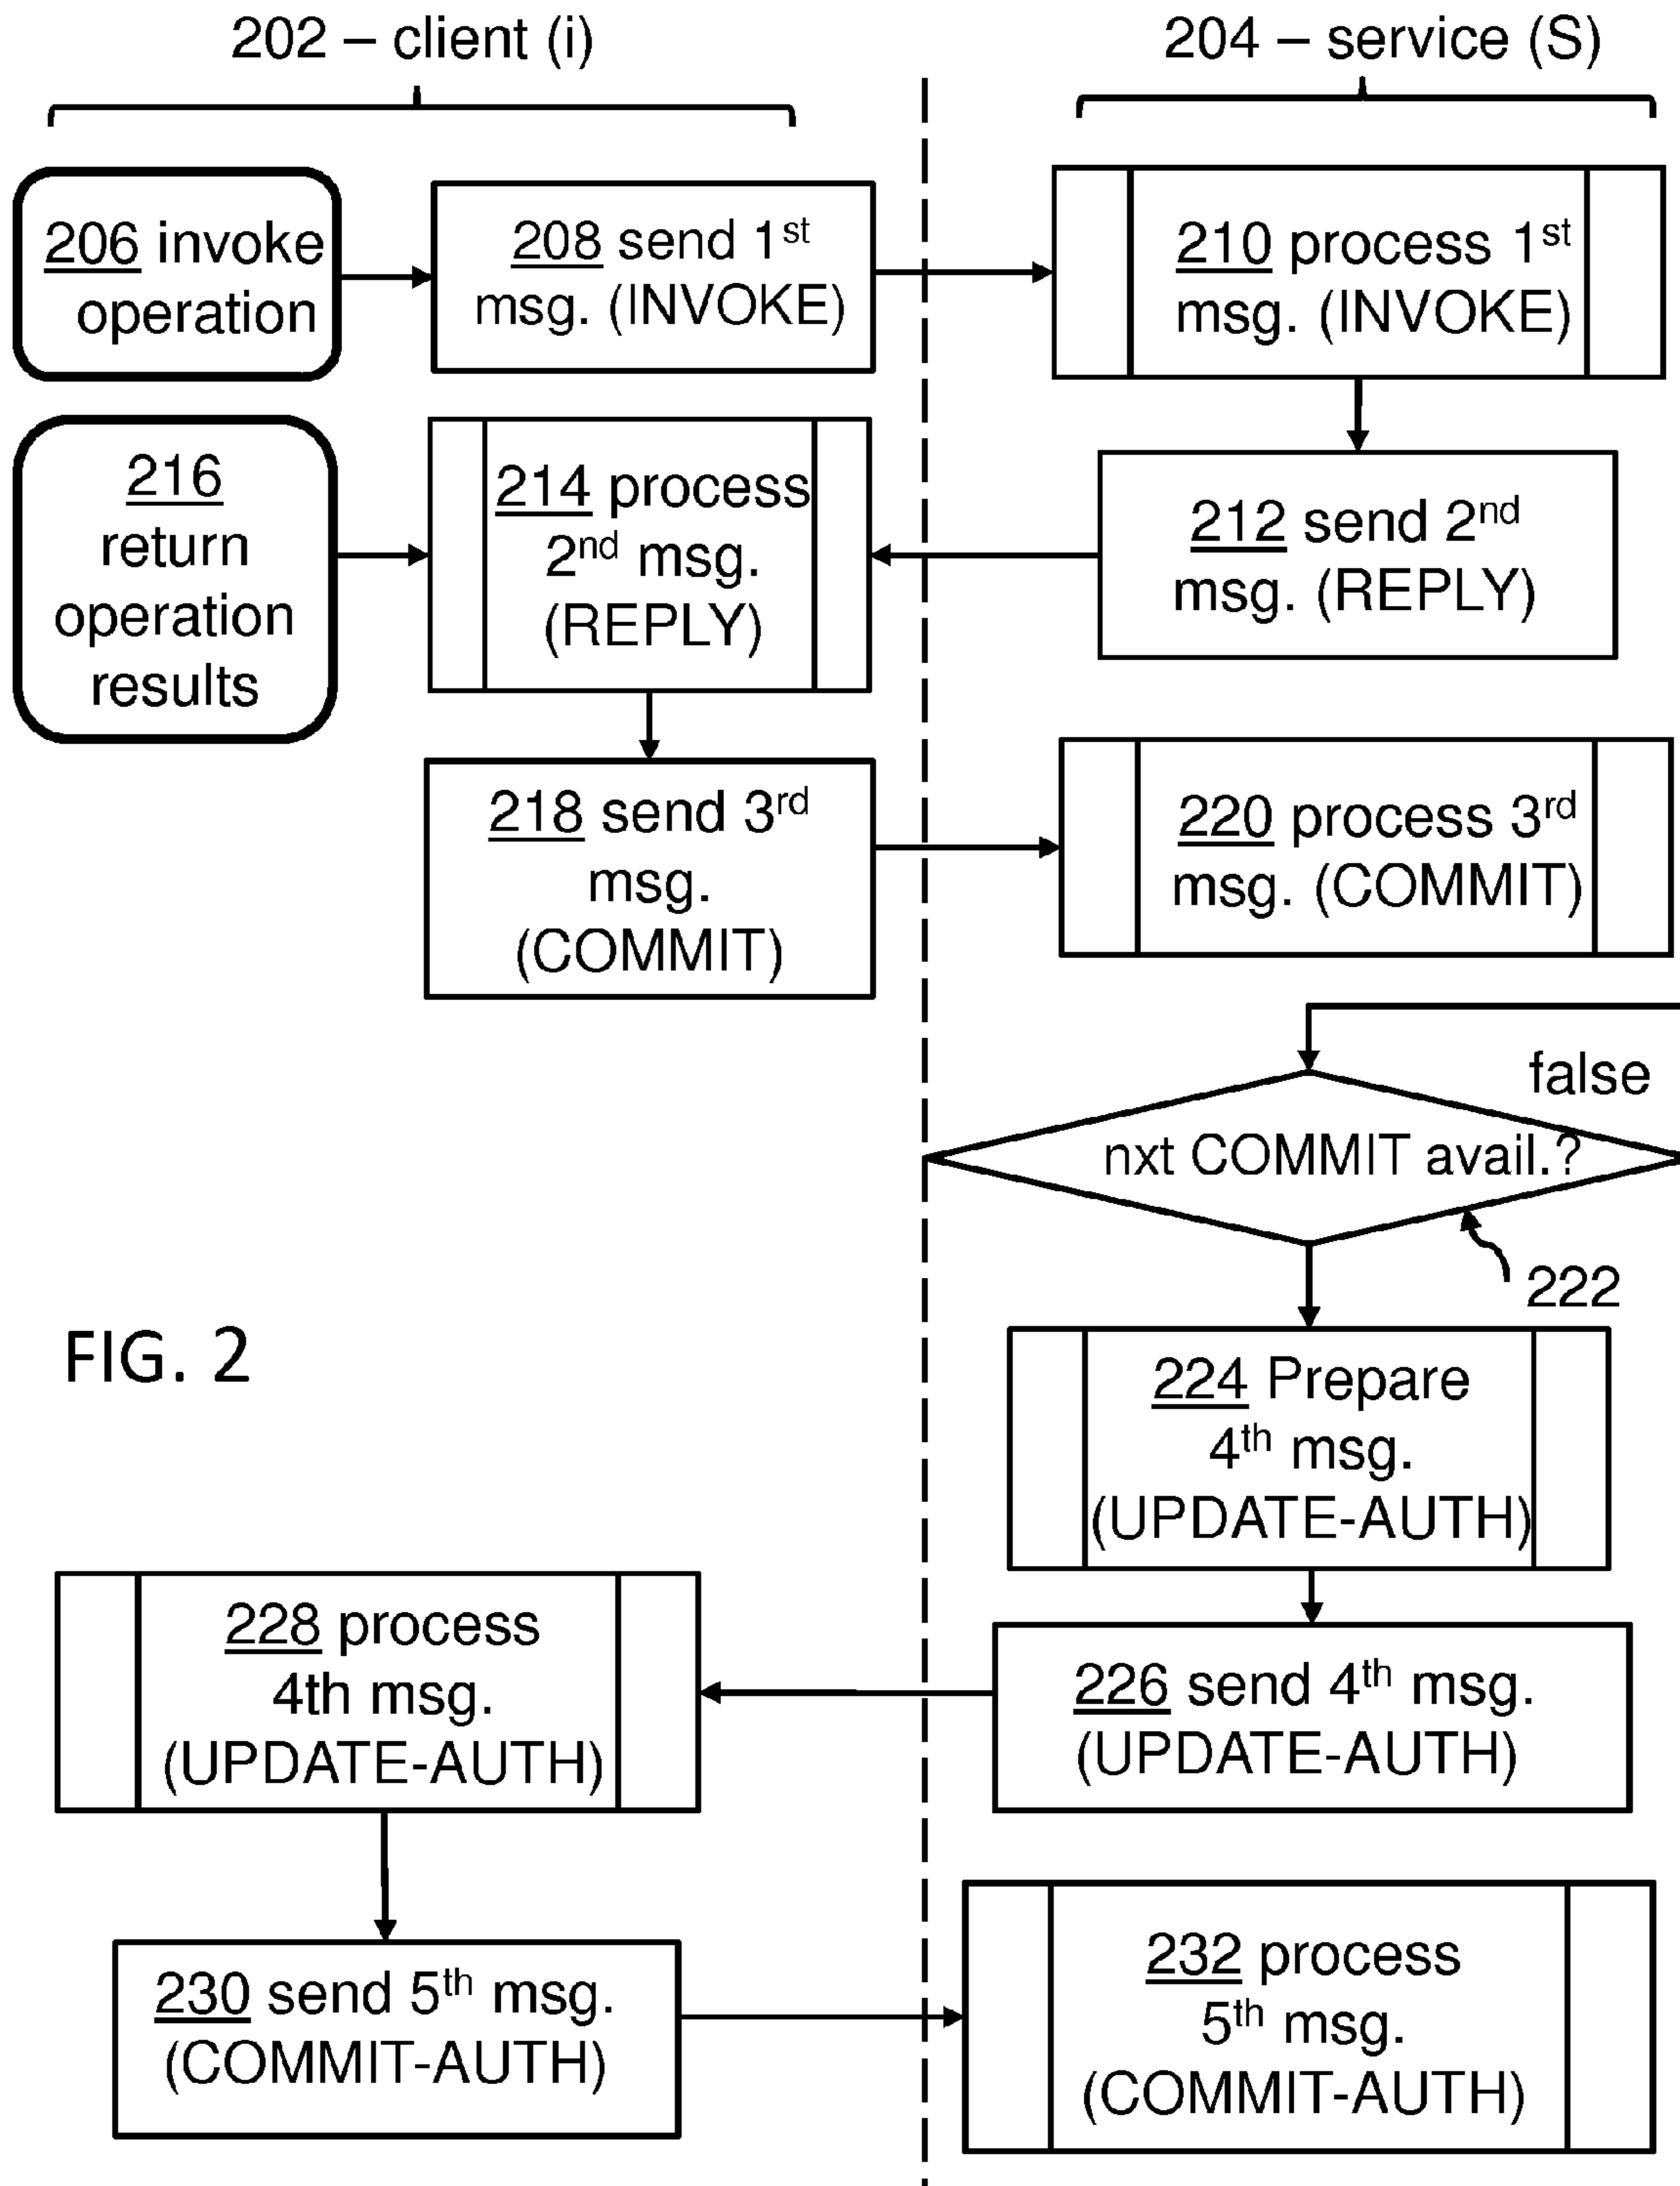 202 – client (i)
204 – service (S)
206 invoke
operation
208 send 1st
msg. (INVOKE)
210 process 1st
msg. (INVOKE)
216
return
operation
results
214 process
2nd msg.
(REPLY)
212 send 2nd
msg. (REPLY)
218 send 3rd
msg.
(COMMIT)
220 process 3rd
msg. (COMMIT)
false
nxt COMMIT avail.?
222
FIG. 2
224 Prepare
4th msg.
(UPDATE-AUTH)
228 process
4th msg.
(UPDATE-AUTH)
226 send 4th msg.
(UPDATE-AUTH)
230 send 5th msg.
(COMMIT-AUTH)
232 process
5th msg.
(COMMIT-AUTH)